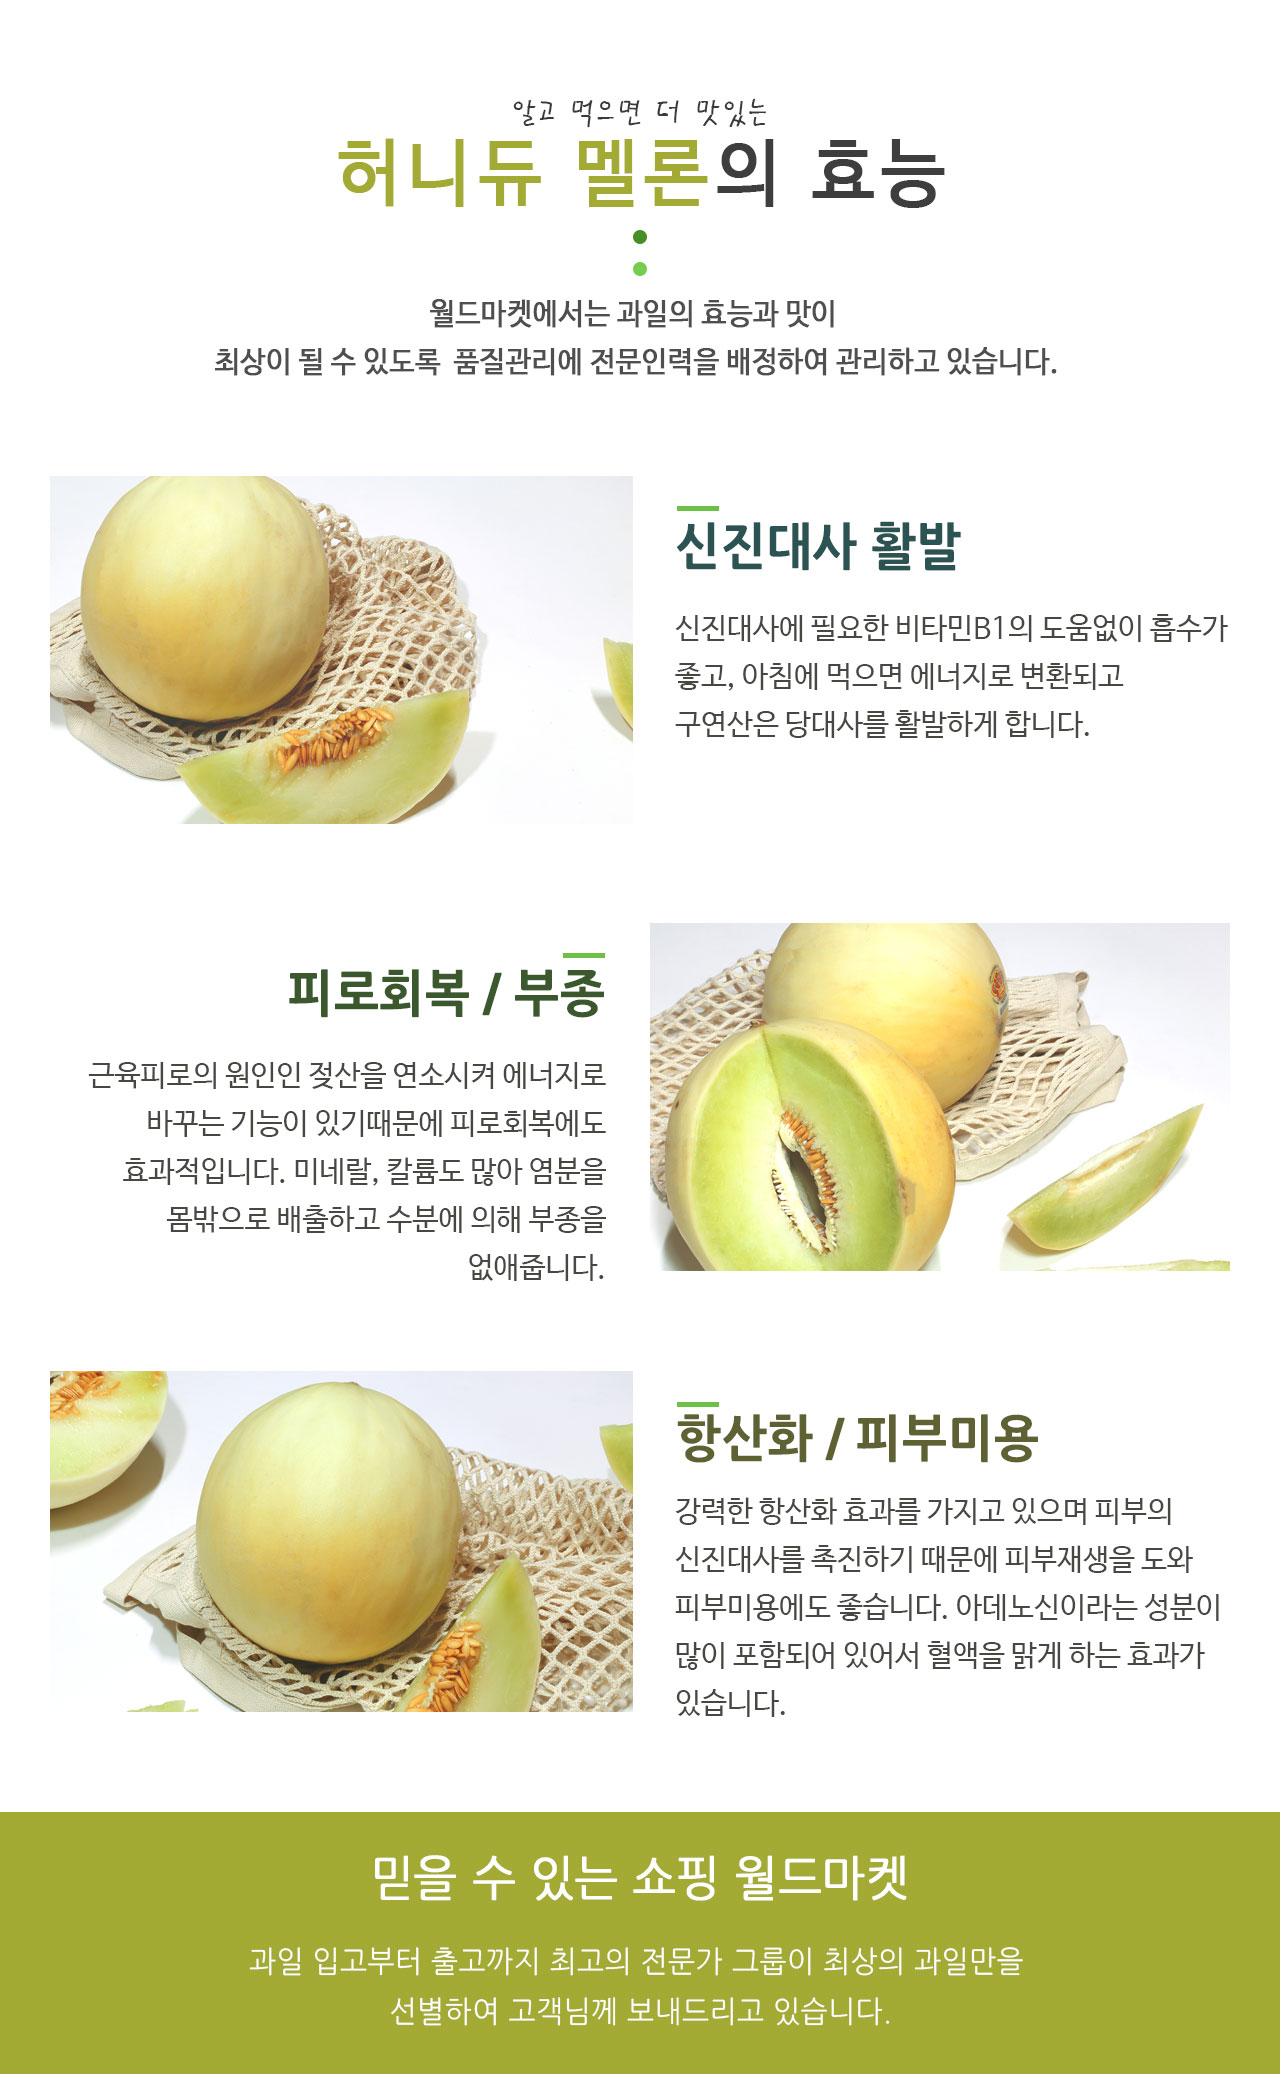 알고 먹으면 더 맛있는
허니듀 멜론의 효능
월드마켓에서는 과일의 효능과 맛이
최상이 될 수 있도록 품질관리에 전문인력을 배정하여 관리하고 있습니다.
신진대사 활발
신진대사에 필요한 비타민B1의 도움없이 흡수가
좋고, 아침에 먹으면 에너지로 변환되고
구연산은 당대사를 활발하게 합니다.
피로회복 / 부종
근육피로의 원인인 젖산을 연소시켜 에너지로
바꾸는 기능이 있기때문에 피로회복에도
효과적입니다. 미네랄, 칼륨도 많아 염분을
몸밖으로 배출하고 수분에 의해 부종을
없애줍니다.
항산화 / 피부미용
강력한 항산화 효과를 가지고 있으며 피부의
신진대사를 촉진하기 때문에 피부재생을 도와
피부미용에도 좋습니다. 아데노신이라는 성분이
많이 포함되어 있어서 혈액을 맑게 하는 효과가
있습니다.
믿을 수 있는 쇼핑 월드마켓
과일 입고부터 출고까지 최고의 전문가 그룹이 최상의 과일만을
선별하여 고객님께 보내드리고 있습니다.